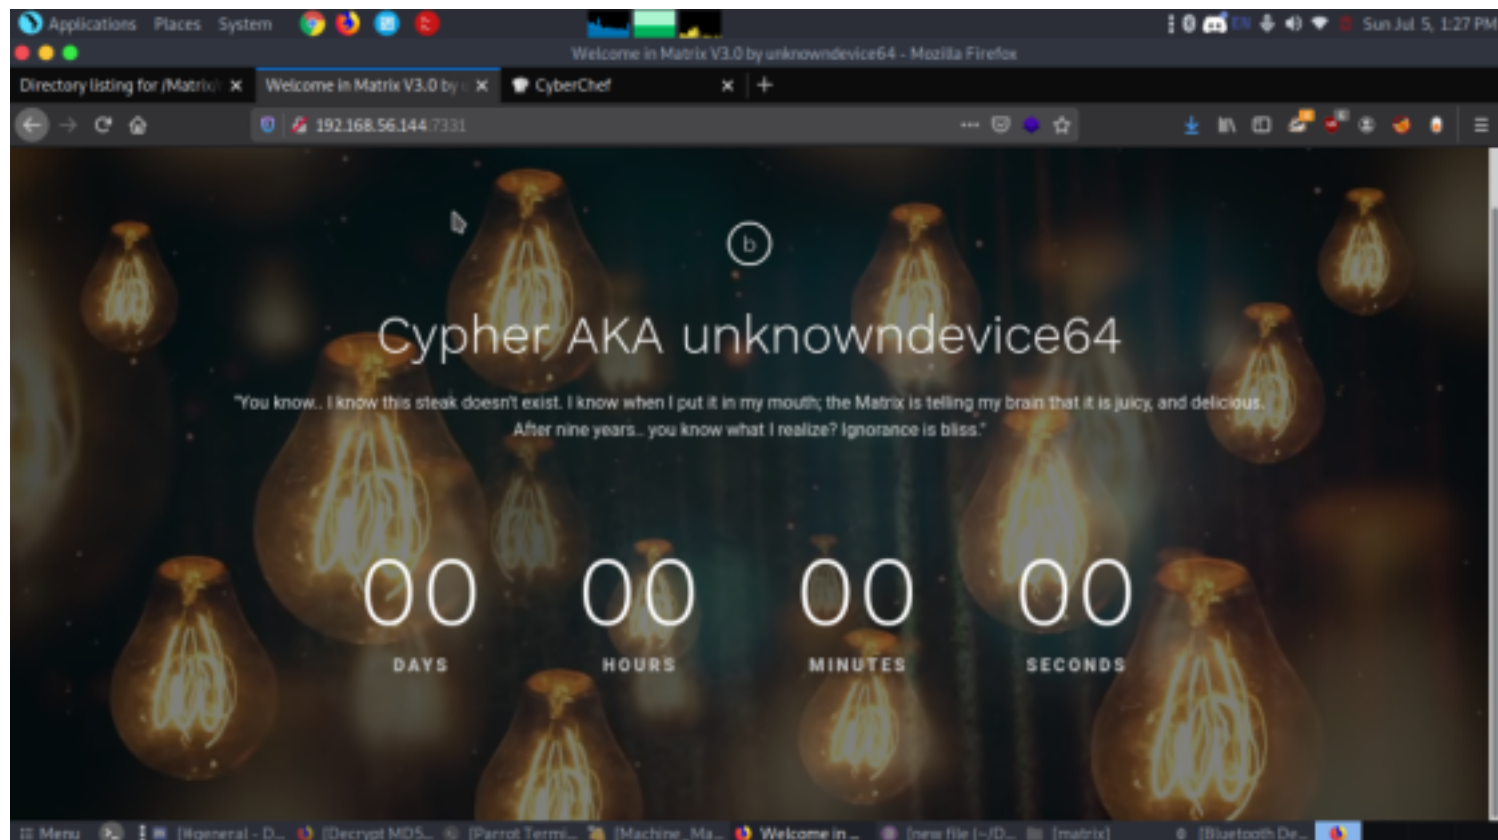 Applications Places System
EN Sun Jul 5, 1:27 PM
Welcome in Matrix V3.0 by unknowndevice64 - Mozilla Firefox
Directory listing for /Matrix/ Welcome in Matrix V3.0 by CyberChef
192.168.56.144:7331
b
Cypher AKA unknowndevice64
"You know.. I know this steak doesn't exist. I know when I put it in my mouth; the Matrix is telling my brain that it is juicy, and delicious.
After nine years.. you know what I realize? Ignorance is bliss."
00 00 00 00
DAYS HOURS MINUTES SECONDS
Menu [#general - D... [Decrypt MD5... [Parrot Termi... [Machine_Ma... Welcome in ... [new file (~/D... [matrix] [Bluetooth De...